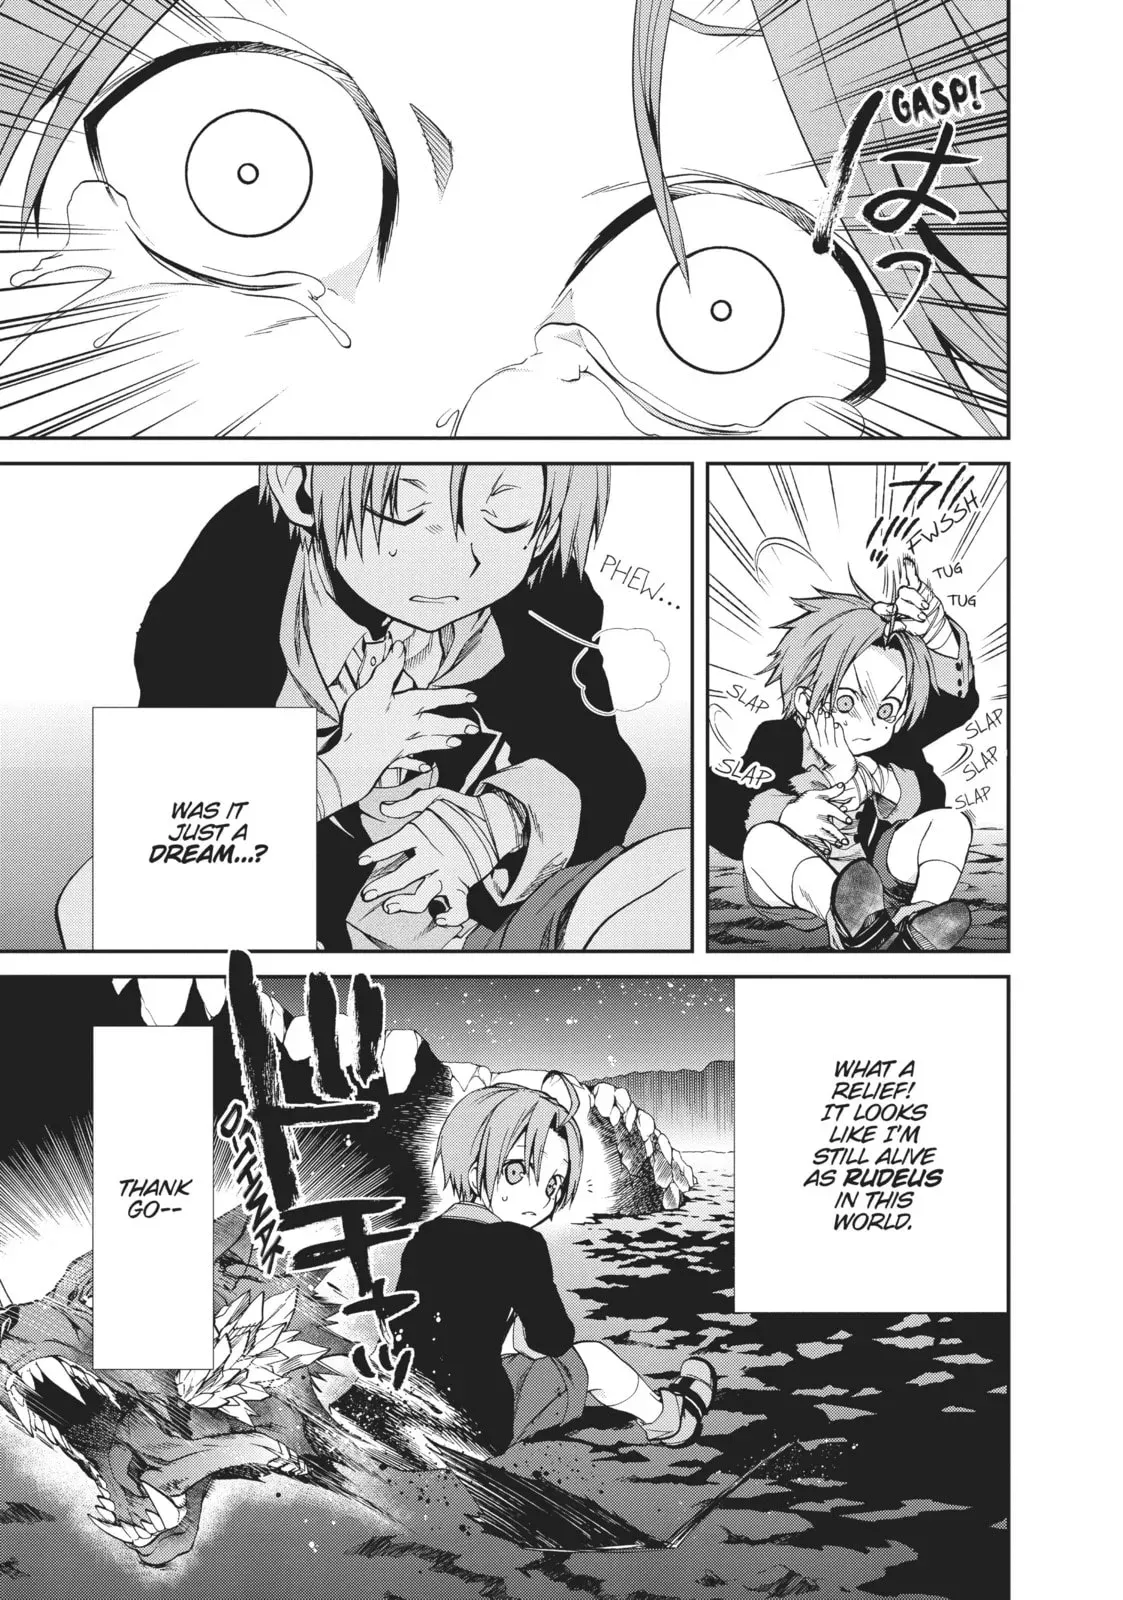 GASP!
はっ
FWSSH
TUG
TUG
SLAP
SLAP
SLAP
SLAP
SLAP
PHEW...
WAS IT
JUST A
DREAM...?
WHAT A
RELIEF!
IT LOOKS
LIKE I'M
STILL ALIVE
AS RUDEUS
IN THIS
WORLD.
D-THWAK
THANK
GO--